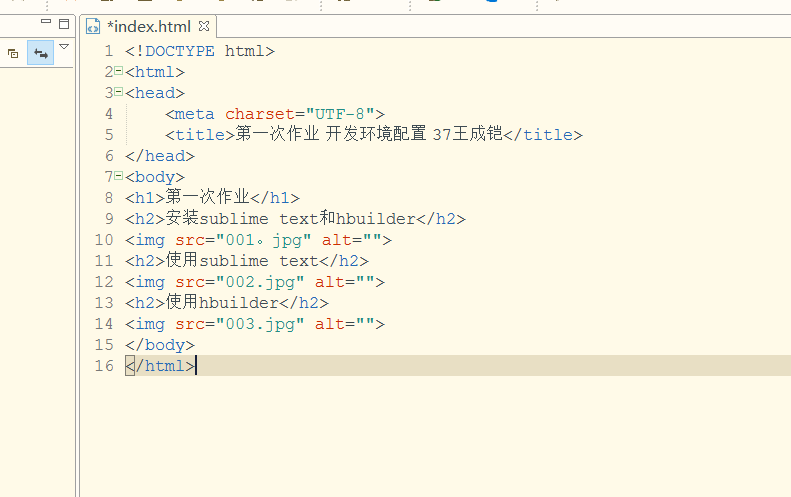 *index.html
1 <!DOCTYPE html>
2 <html>
3 <head>
4 <meta charset="UTF-8">
5 <title>第一次作业 开发环境配置 37王成铠</title>
6 </head>
7 <body>
8 <h1>第一次作业</h1>
9 <h2>安装sublime text和hbuilder</h2>
10 <img src="001。jpg" alt="">
11 <h2>使用sublime text</h2>
12 <img src="002.jpg" alt="">
13 <h2>使用hbuilder</h2>
14 <img src="003.jpg" alt="">
15 </body>
16 </html>